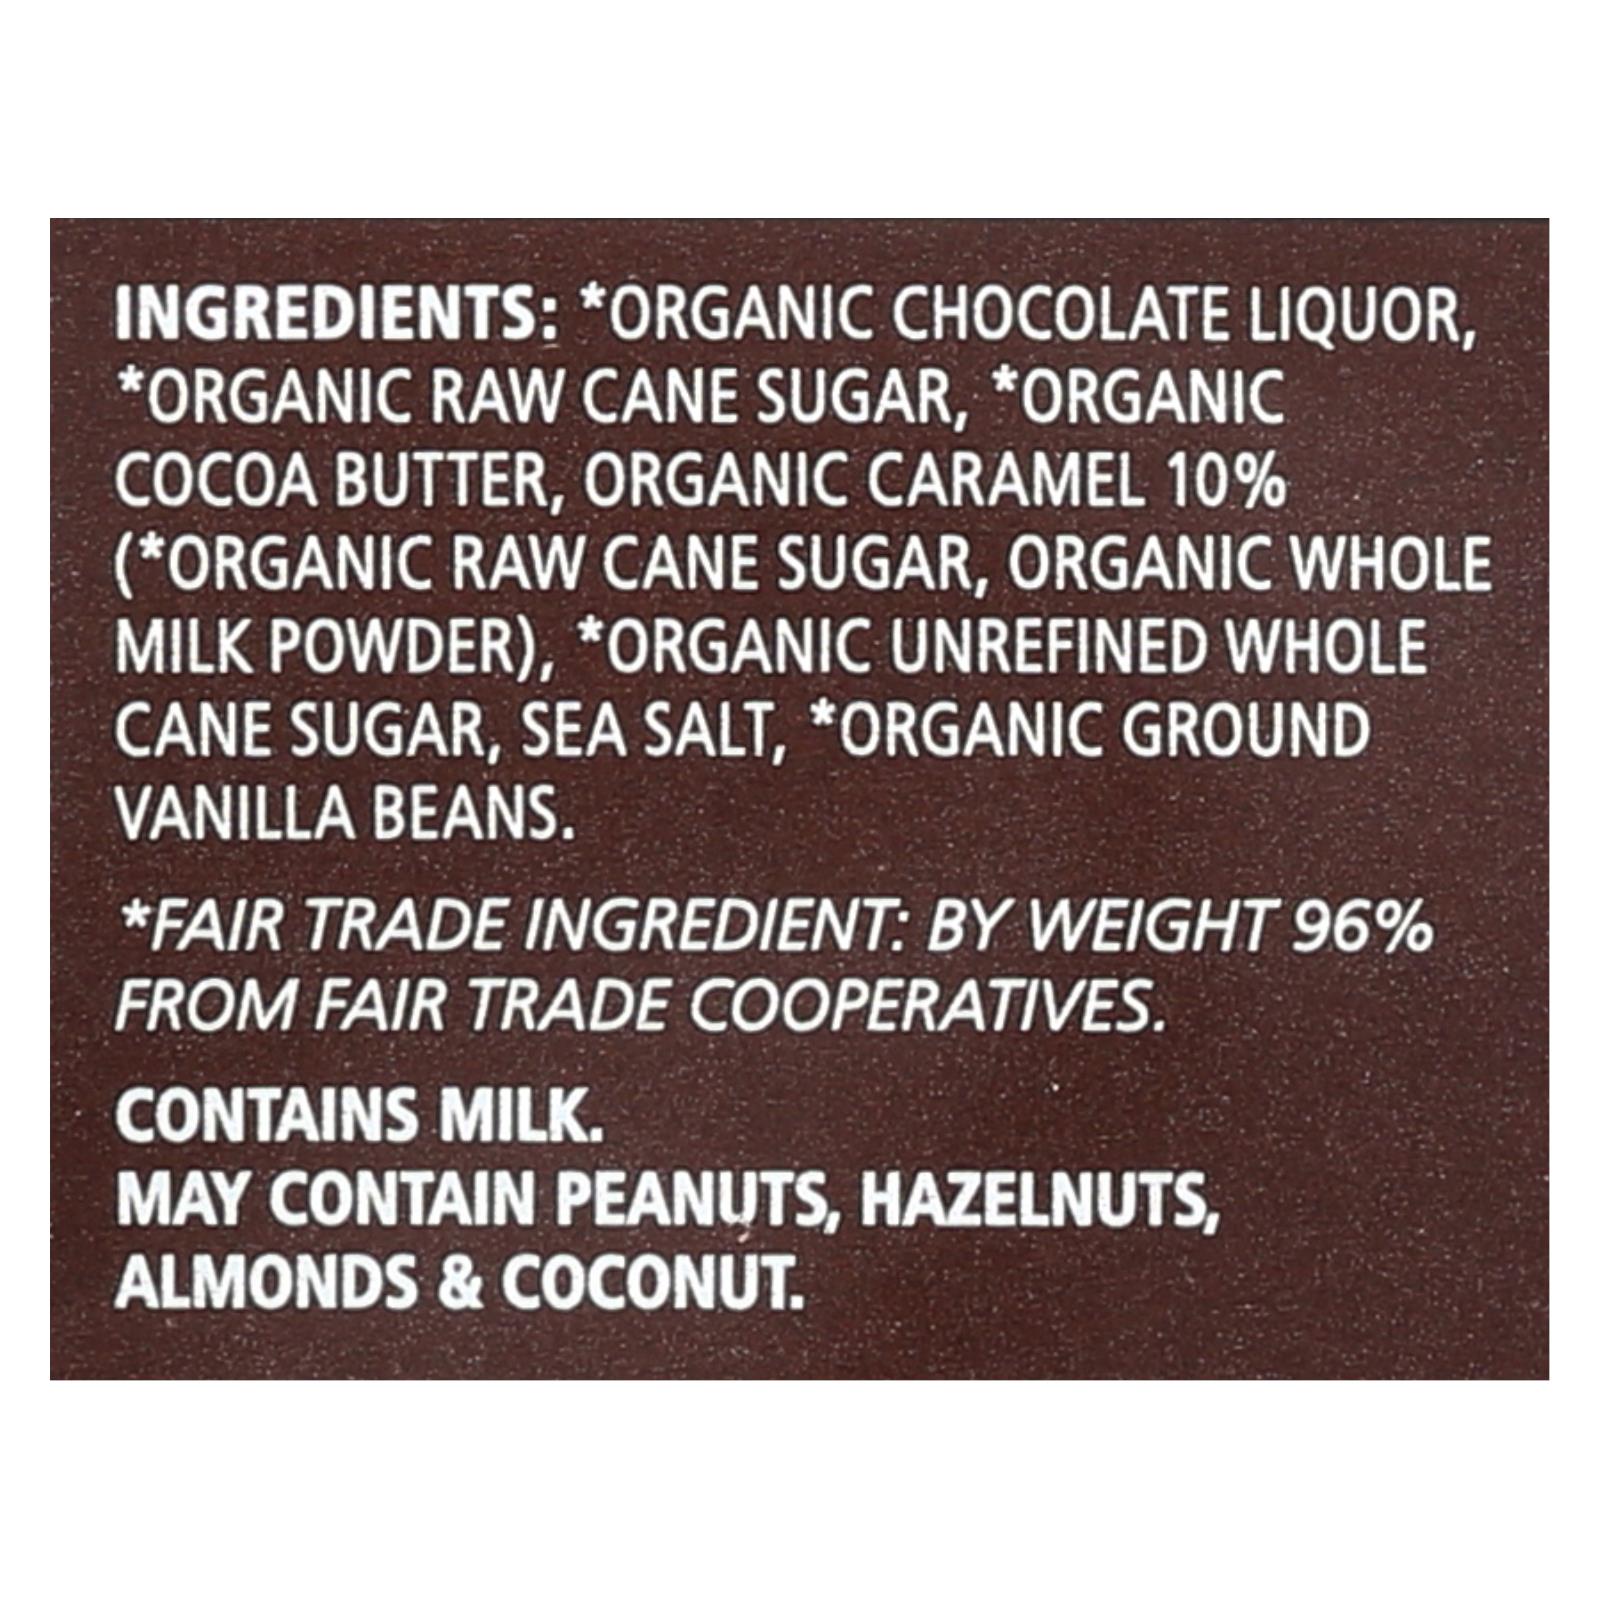 INGREDIENTS: *ORGANIC CHOCOLATE LIQUOR,
*ORGANIC RAW CANE SUGAR, *ORGANIC
COCOA BUTTER, ORGANIC CARAMEL 10%
(*ORGANIC RAW CANE SUGAR, ORGANIC WHOLE
MILK POWDER), *ORGANIC UNREFINED WHOLE
CANE SUGAR, SEA SALT, *ORGANIC GROUND
VANILLA BEANS.
*FAIR TRADE INGREDIENT: BY WEIGHT 96%
FROM FAIR TRADE COOPERATIVES.
CONTAINS MILK.
MAY CONTAIN PEANUTS, HAZELNUTS,
ALMONDS & COCONUT.